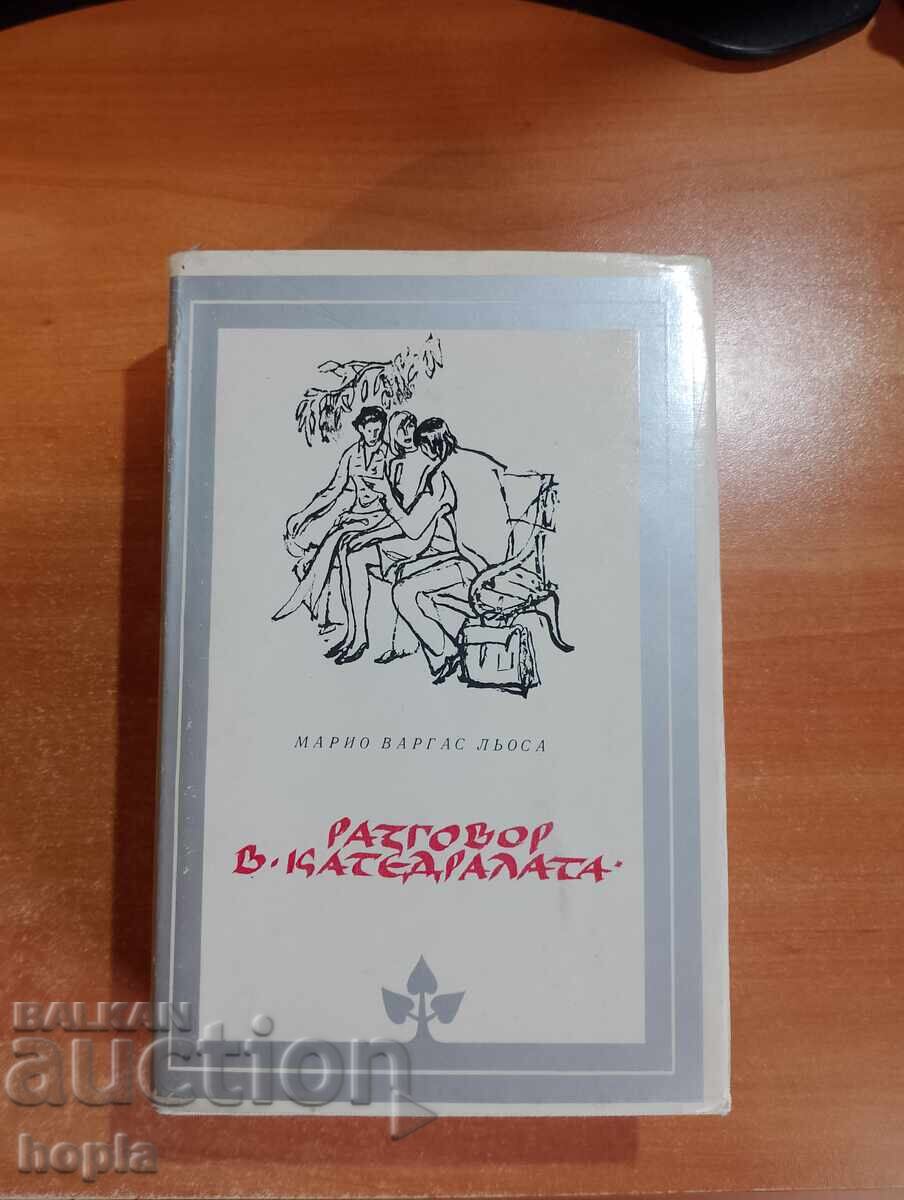 МАРИО ВАРГАС ЛЬОСА
РАЗГОВОР
В •КАТЕДРАЛАТА•
BALKAN
auction
hopla